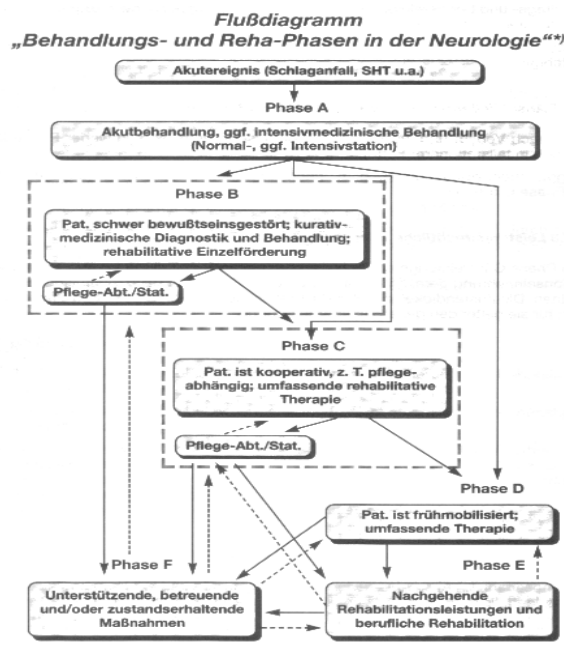 Flußdiagramm
„Behandlungs- und Reha-Phasen in der Neurologie“*)
Akutereignis (Schlaganfall, SHT u.a.)
Phase A
Akutbehandlung, ggf. intensivmedizinische Behandlung
(Normal-, ggf. Intensivstation)
Phase B
Pat. schwer bewußtseinsgestört; kurativ-
medizinische Diagnostik und Behandlung;
rehabilitative Einzelförderung
Pflege-Abt./Stat.
Phase C
Pat. ist kooperativ, z. T. pflege-
abhängig; umfassende rehabilitative
Therapie
Pflege-Abt./Stat.
Phase D
Pat. ist frühmobilisiert;
umfassende Therapie
Phase F
Unterstützende, betreuende
und/oder zustandserhaltende
Maßnahmen
Phase E
Nachgehende
Rehabilitationsleistungen und
berufliche Rehabilitation